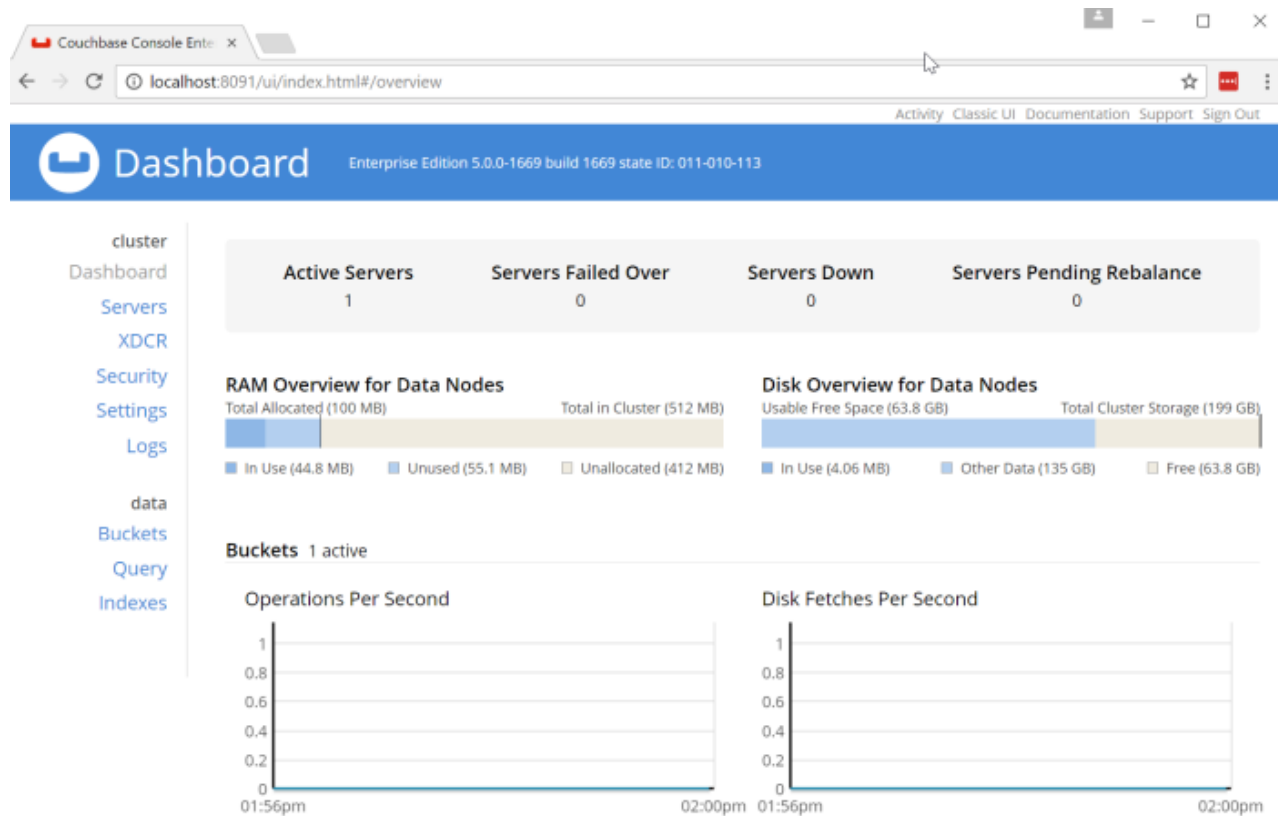 Couchbase Console Ente
localhost:8091/ui/index.html#/overview
Activity Classic UI Documentation Support Sign Out
Dashboard Enterprise Edition 5.0.0-1669 build 1669 state ID: 011-010-113
cluster
Dashboard
Servers
XDCR
Security
Settings
Logs
data
Buckets
Query
Indexes
Active Servers Servers Failed Over Servers Down Servers Pending Rebalance
1 0 0 0
RAM Overview for Data Nodes
Total Allocated (100 MB) Total in Cluster (512 MB)
In Use (44.8 MB) Unused (55.1 MB) Unallocated (412 MB)
Disk Overview for Data Nodes
Usable Free Space (63.8 GB) Total Cluster Storage (199 GB)
In Use (4.06 MB) Other Data (135 GB) Free (63.8 GB)
Buckets 1 active
Operations Per Second
1
0.8
0.6
0.4
0.2
0
01:56pm 02:00pm
Disk Fetches Per Second
1
0.8
0.6
0.4
0.2
0
01:56pm 02:00pm